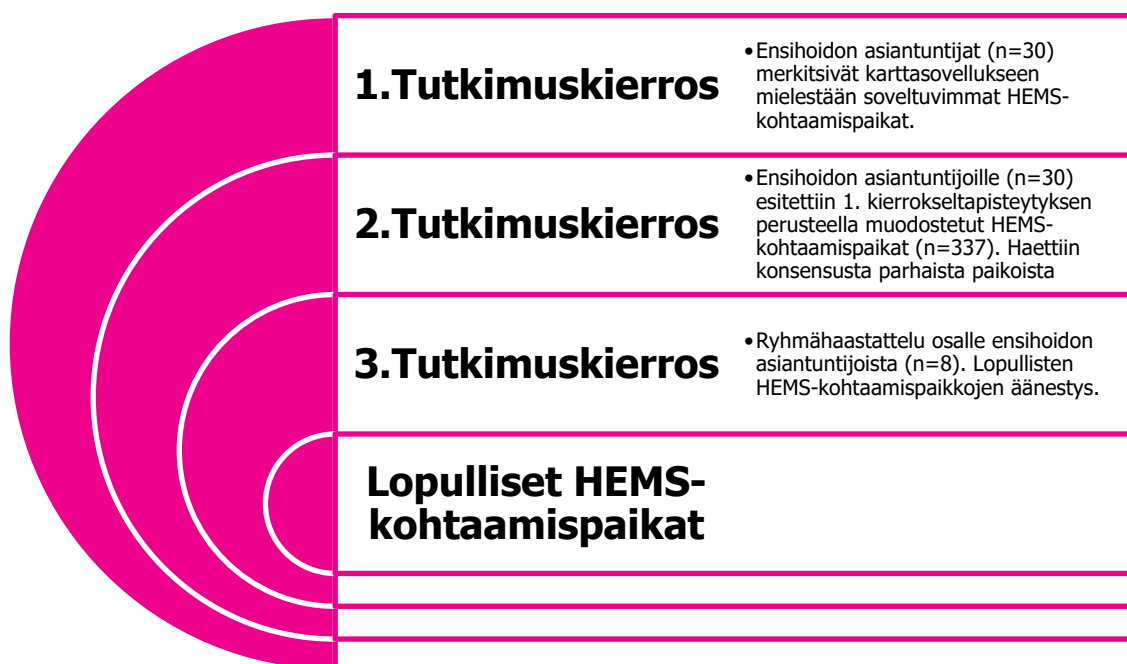 1.Tutkimuskierros
•Ensihoidon asiantuntijat (n=30)
merkitsivät karttasovellukseen
mielestään soveltuvimmat HEMS-
kohtaamispaikat.
2.Tutkimuskierros
•Ensihoidon asiantuntijoille (n=30)
esitettiin 1. kierrokseltapisteytyksen
perusteella muodostetut HEMS-
kohtaamispaikat (n=337). Haettiin
konsensusta parhaista paikoista
3.Tutkimuskierros
•Ryhmähaastattelu osalle ensihoidon
asiantuntijoista (n=8). Lopullisten
HEMS-kohtaamispaikkojen äänestys.
Lopulliset HEMS-
kohtaamispaikat